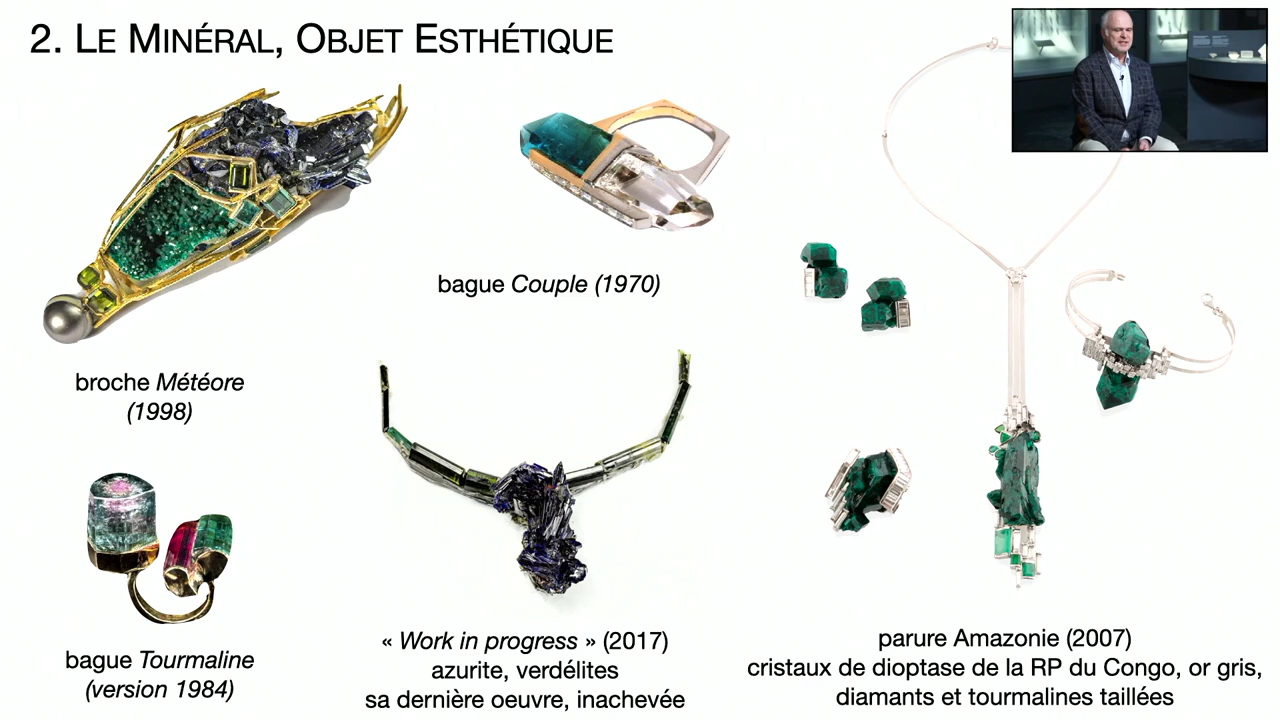 2. LE MINÉRAL, OBJET ESTHÉTIQUE
bague Couple (1970)
broche Météore
(1998)
bague Tourmaline
(version 1984)
« Work in progress » (2017)
azurite, verdélites
sa dernière oeuvre, inachevée
parure Amazonie (2007)
cristaux de dioptase de la RP du Congo, or gris,
diamants et tourmalines taillées